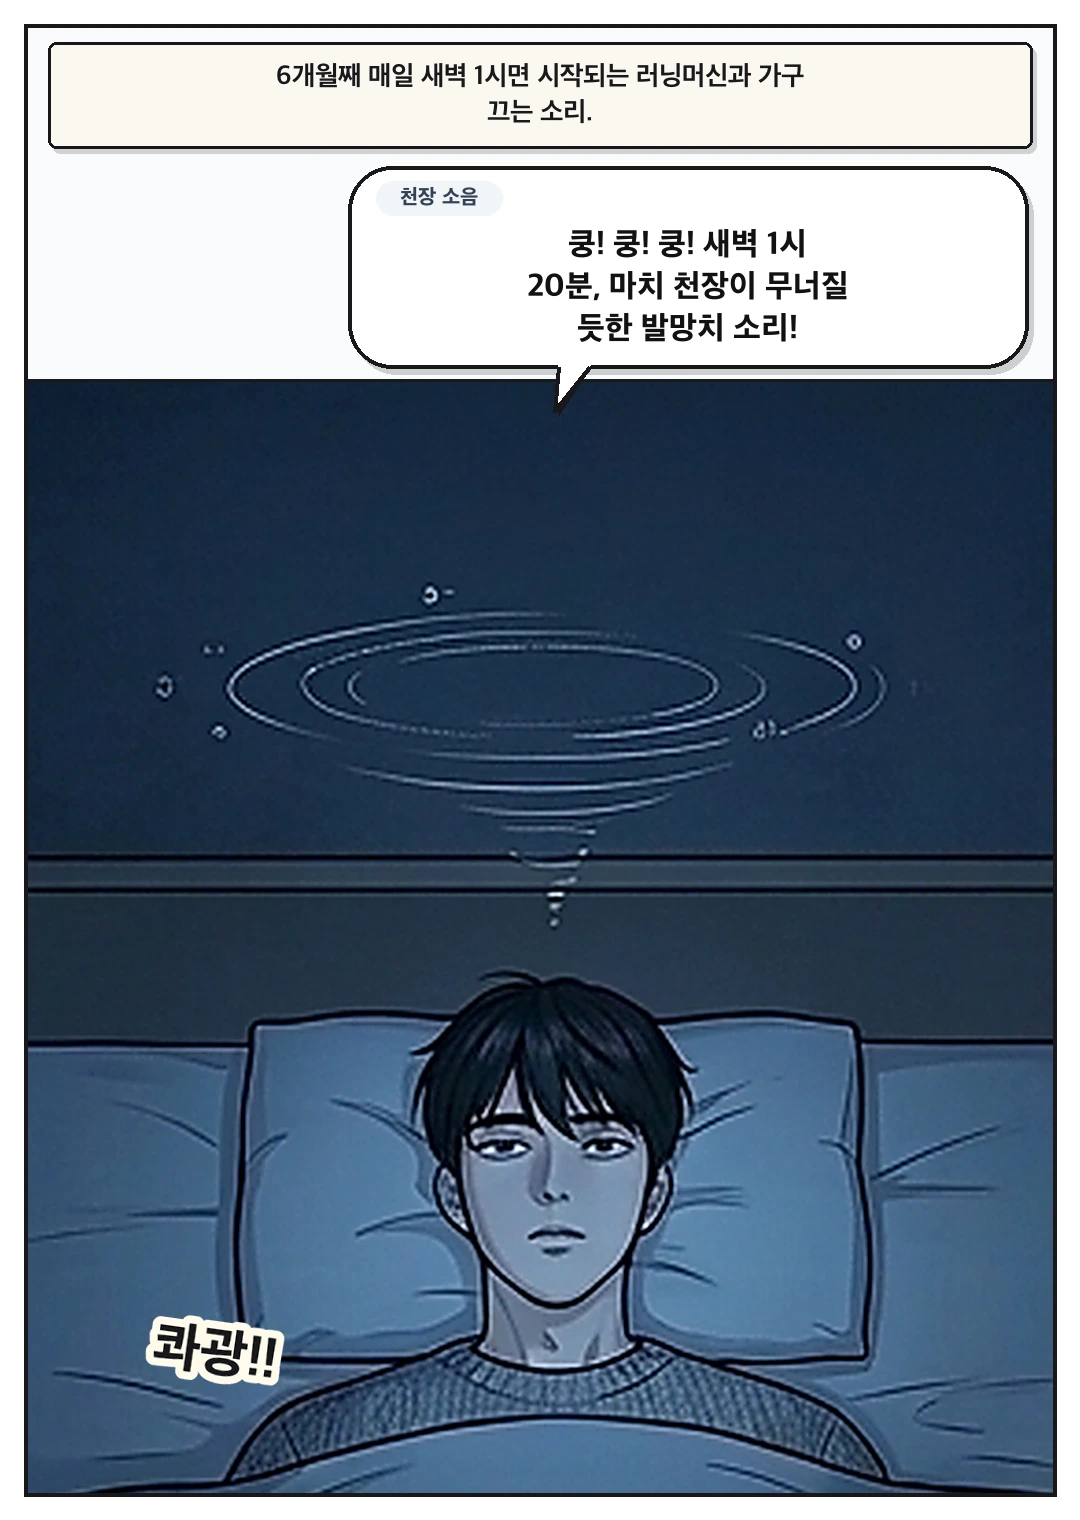 6개월째 매일 새벽 1시면 시작되는 러닝머신과 가구
끄는 소리.
천장 소음
쿵! 쿵! 쿵! 새벽 1시
20분, 마치 천장이 무너질
듯한 발망치 소리!
콰광!!